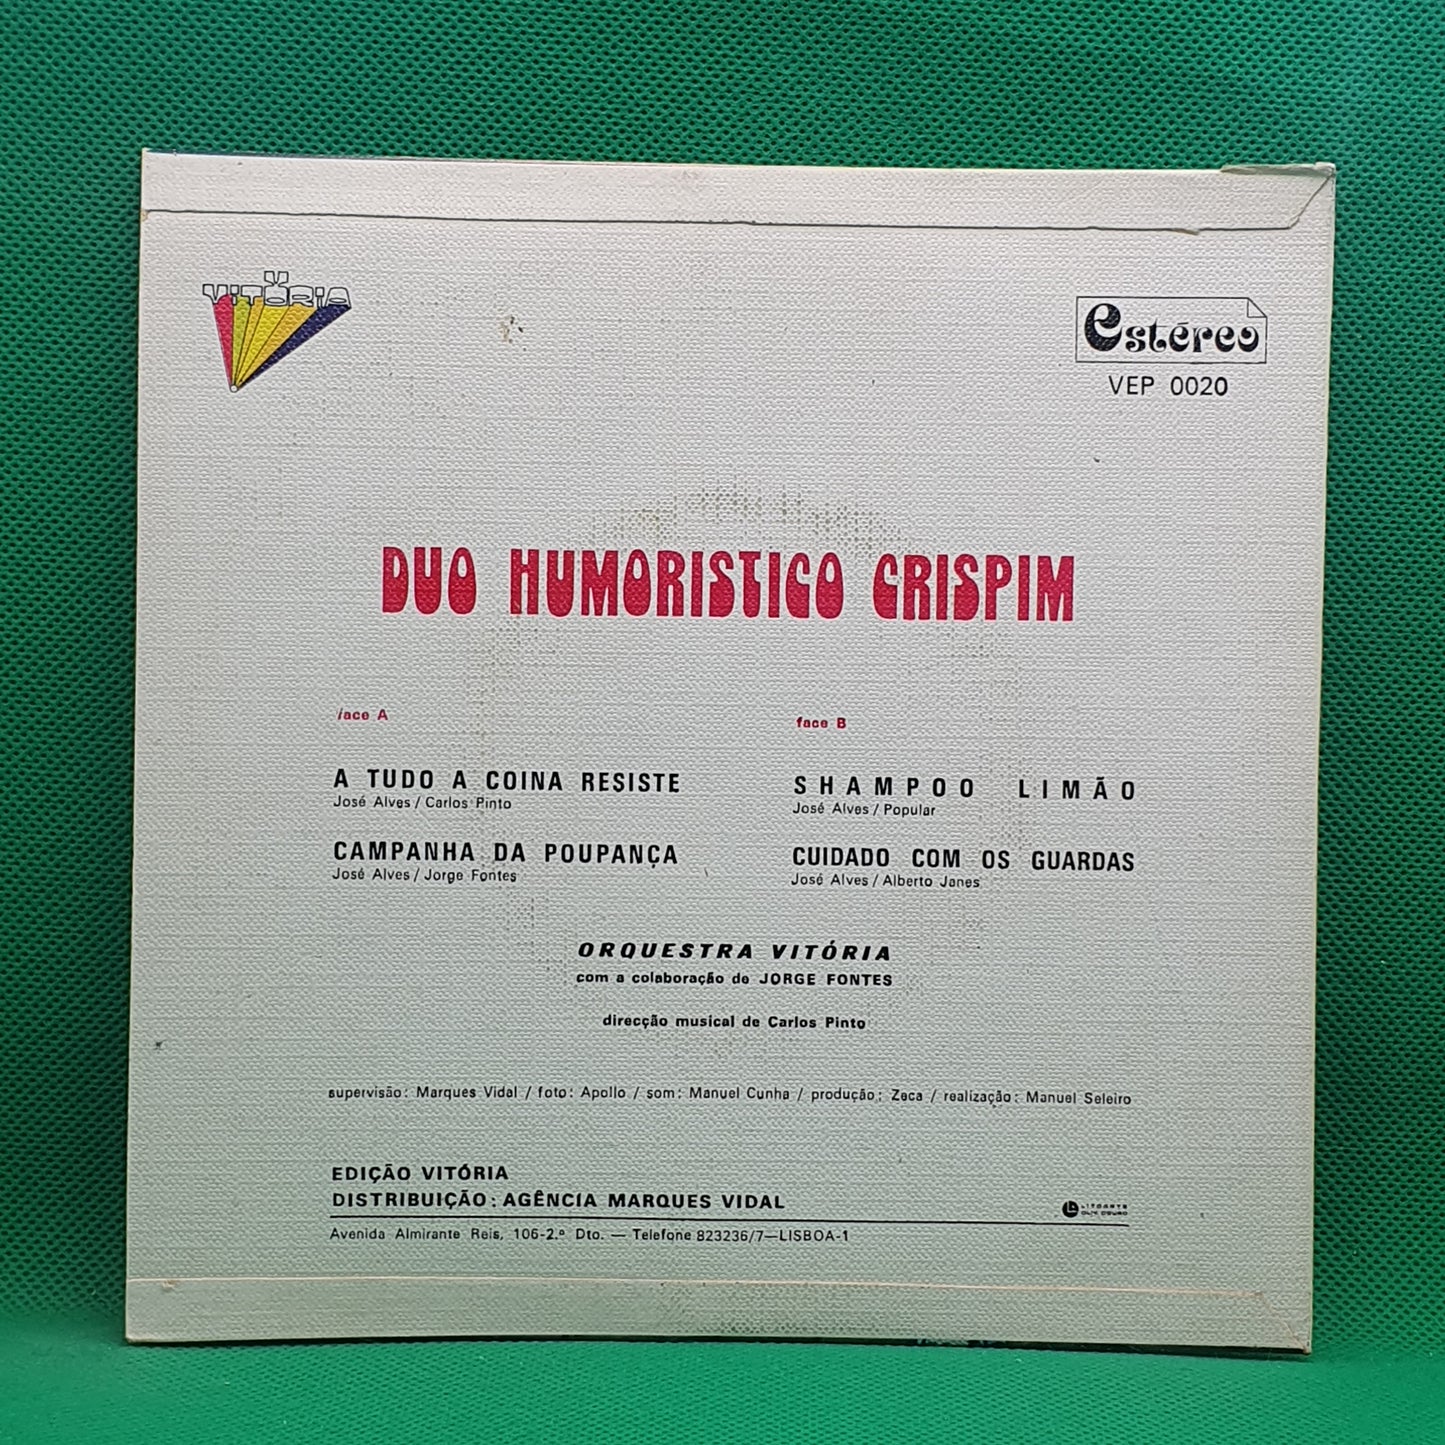 VITÓRIA
estéreo
VEP 0020
DUO HUMORISTICO CRISPIM
face A
A TUDO A COINA RESISTE
José Alves / Carlos Pinto
CAMPANHA DA POUPANÇA
José Alves / Jorge Fontes
face B
SHAMPOO LIMÃO
José Alves / Popular
CUIDADO COM OS GUARDAS
José Alves / Alberto Janes
ORQUESTRA VITÓRIA
com a colaboração de JORGE FONTES
direcção musical de Carlos Pinto
supervisão: Marques Vidal / foto: Apollo / som: Manuel Cunha / produção: Zeca / realização: Manuel Seleiro
EDIÇÃO VITÓRIA
DISTRIBUIÇÃO: AGÊNCIA MARQUES VIDAL
Avenida Almirante Reis, 106-2.º Dto. — Telefone 823236/7—LISBOA-1
LITOARTE